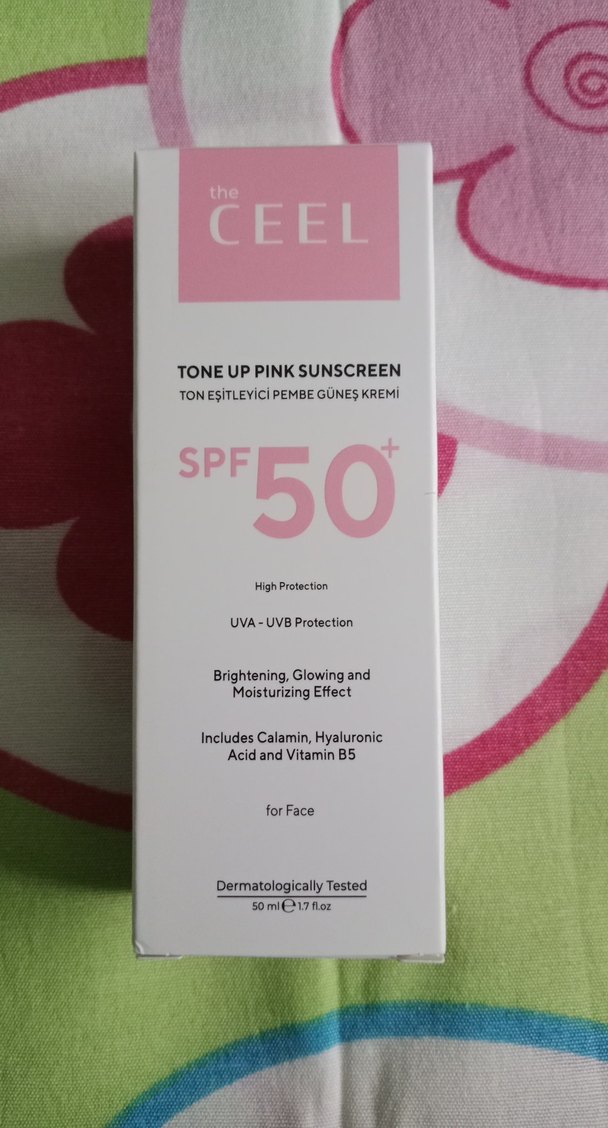 the
CEEL
TONE UP PINK SUNSCREEN
TON EŞİTLEYİCİ PEMBE GÜNEŞ KREMİ
SPF 50+
High Protection
UVA - UVB Protection
Brightening, Glowing and
Moisturizing Effect
Includes Calamin, Hyaluronic
Acid and Vitamin B5
for Face
Dermatologically Tested
50 ml ℮ 1.7 fl.oz